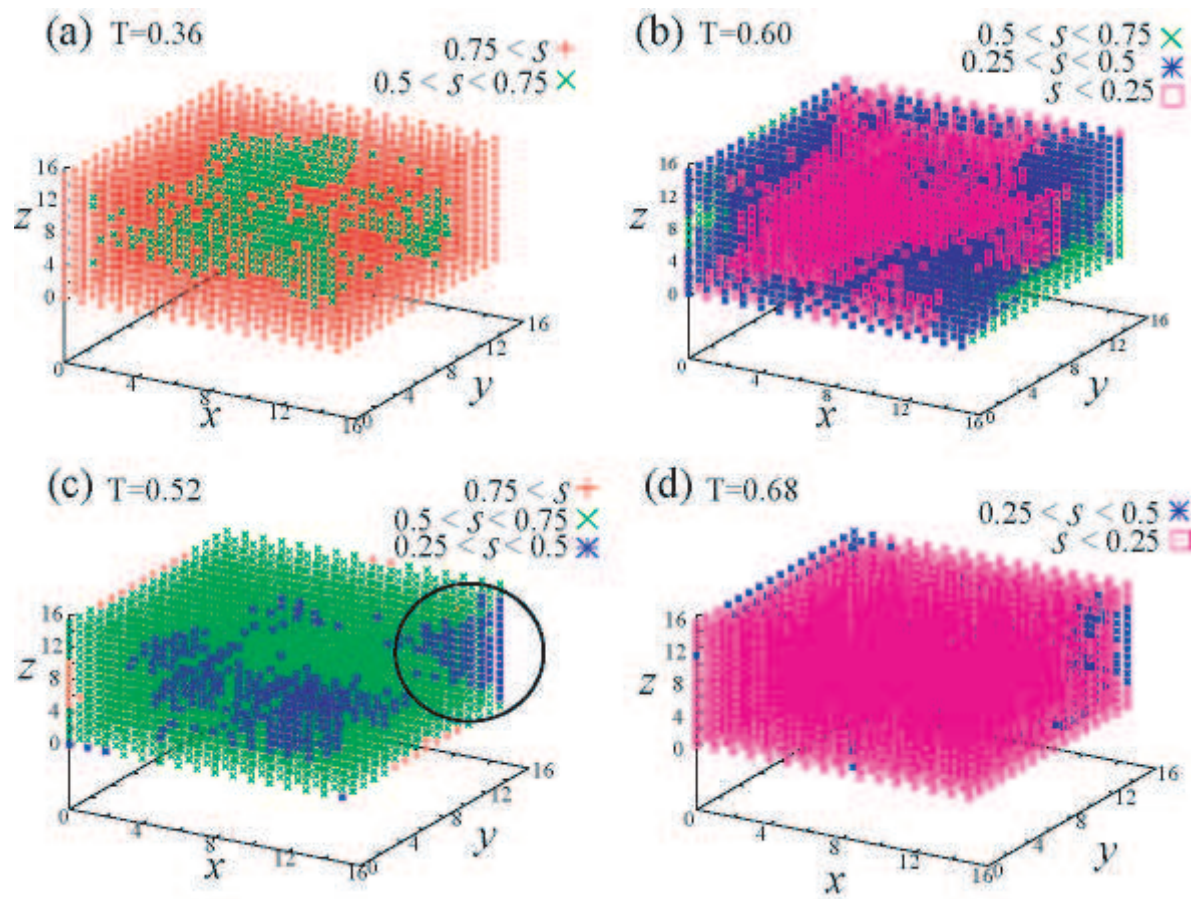 (a) T=0.36
0.75 < s +
0.5 < s < 0.75 ×
16
12
z 8
4
0
0 4 8 12 16
x
0 4 8 12 16
y
(b) T=0.60
0.5 < s < 0.75 ×
0.25 < s < 0.5 ✳
s < 0.25 □
16
12
z 8
4
0
0 4 8 12 16
x
0 4 8 12 16
y
(c) T=0.52
0.75 < s +
0.5 < s < 0.75 ×
0.25 < s < 0.5 ✳
16
12
z 8
4
0
0 4 8 12 16
x
0 4 8 12 16
y
(d) T=0.68
0.25 < s < 0.5 ✳
s < 0.25 □
16
12
z 8
4
0
0 4 8 12 16
x
0 4 8 12 16
y